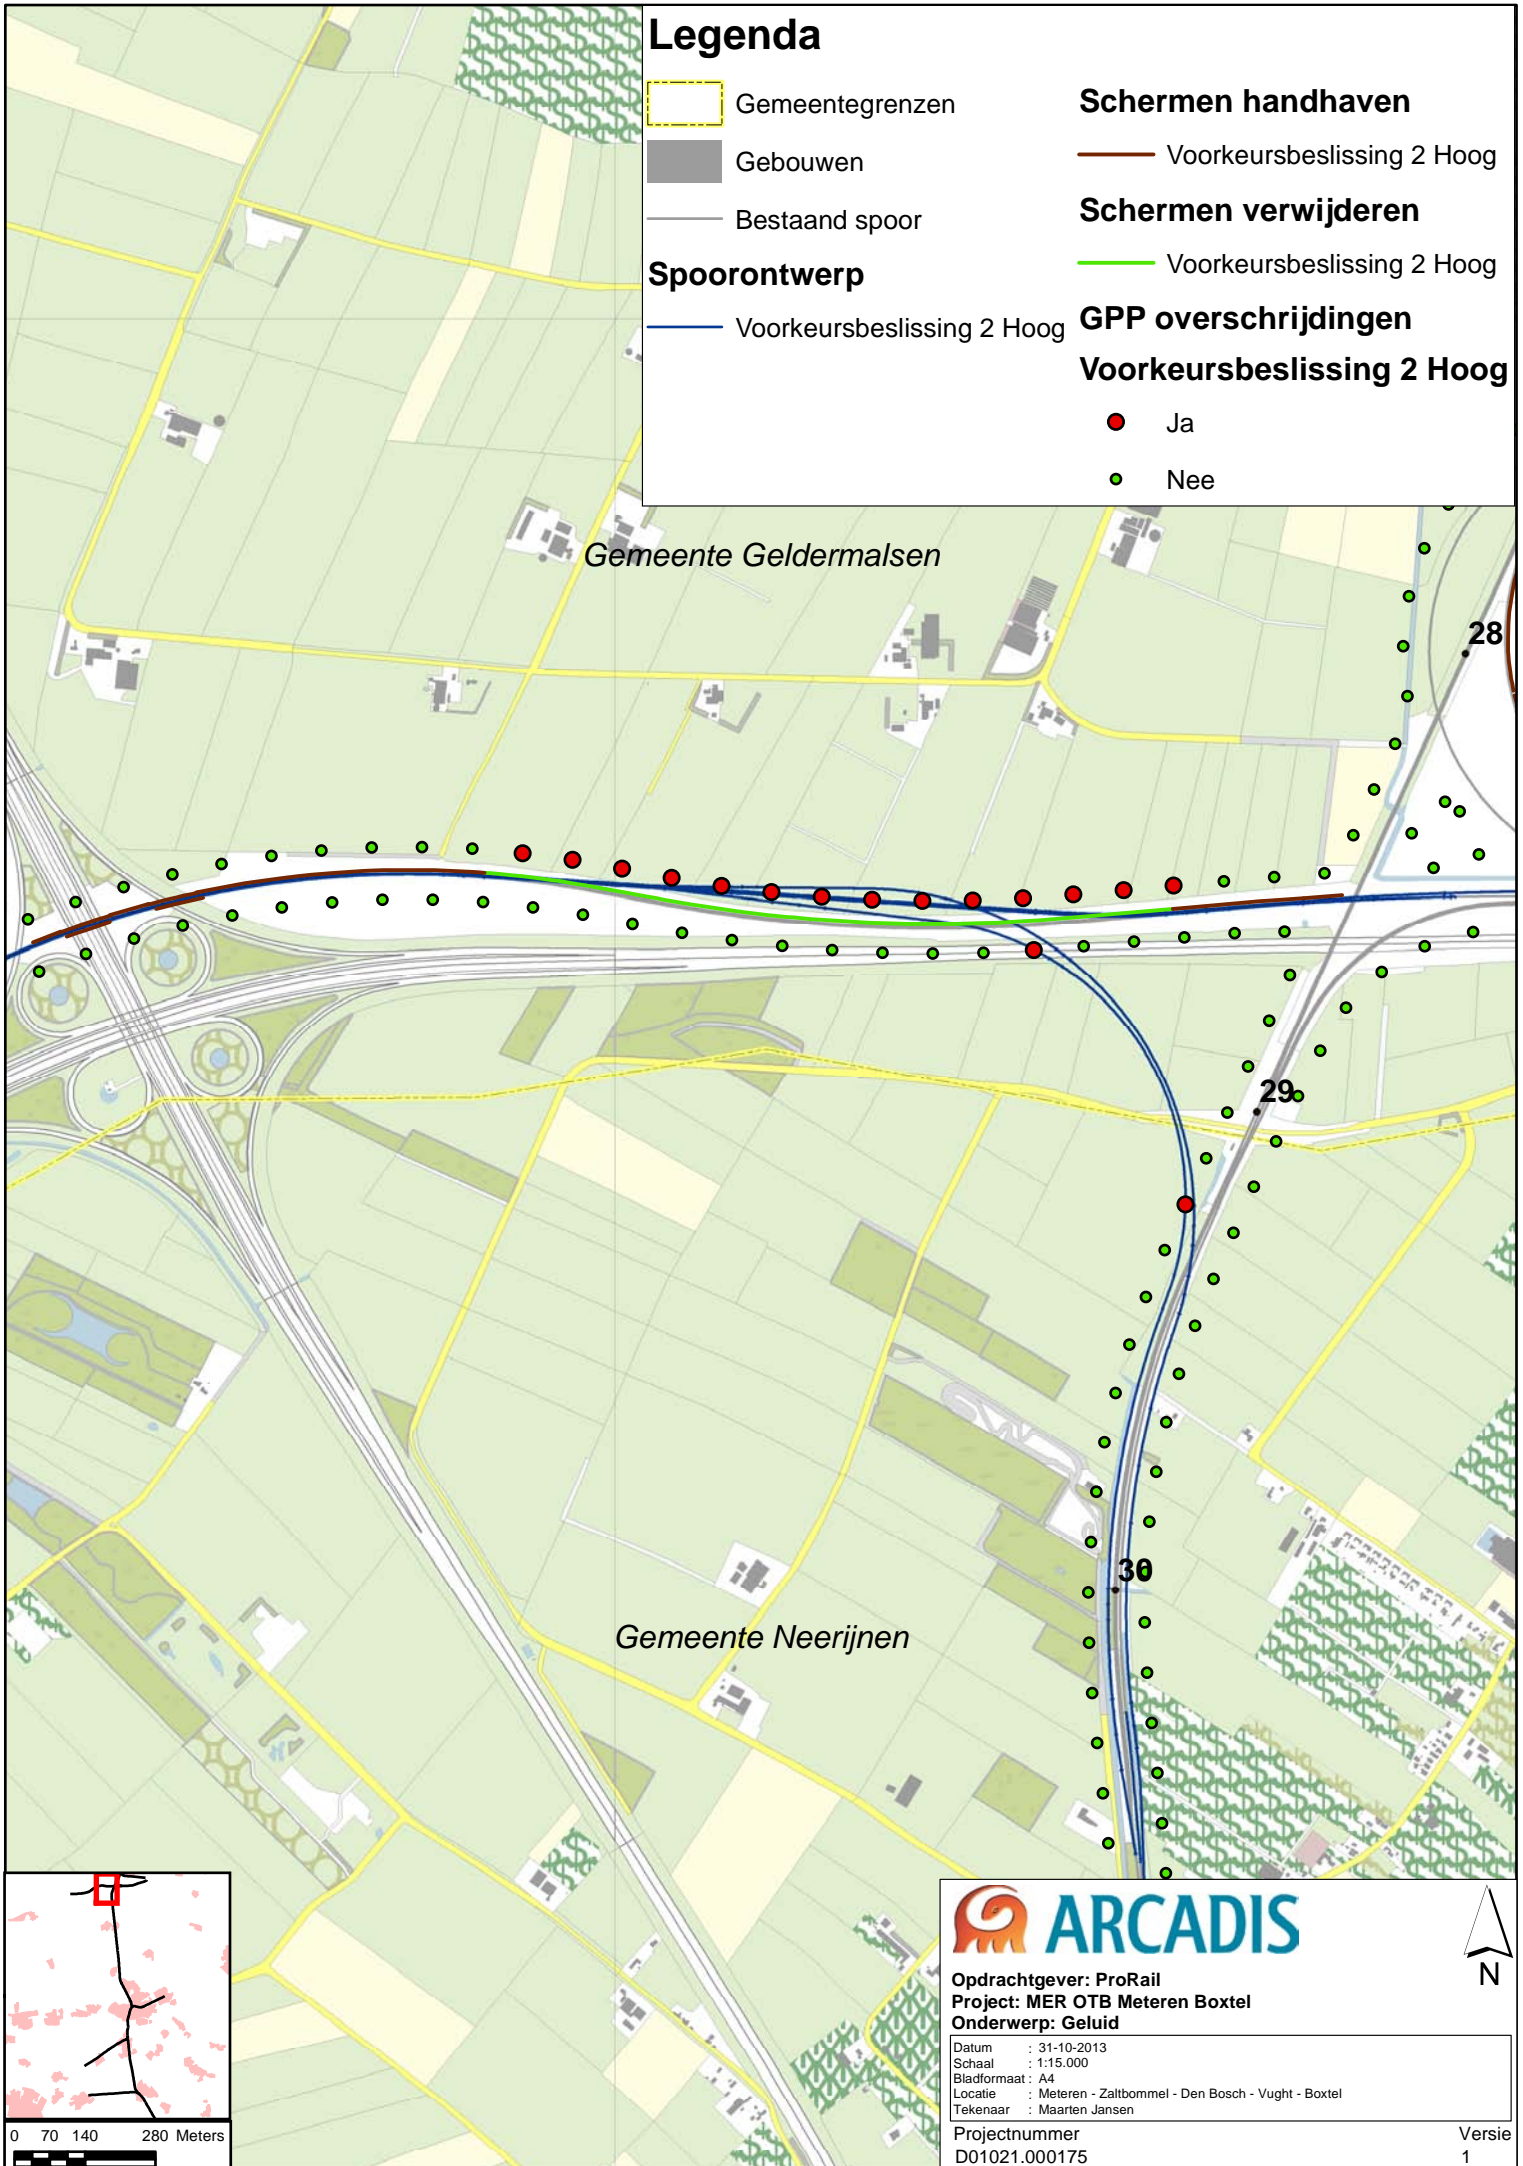 Legenda
Gemeentegrenzen
Gebouwen
Bestaand spoor
Spoorontwerp
Voorkeursbeslissing 2 Hoog
Schermen handhaven
Voorkeursbeslissing 2 Hoog
Schermen verwijderen
Voorkeursbeslissing 2 Hoog
GPP overschrijdingen
Voorkeursbeslissing 2 Hoog
Ja
Nee
Gemeente Geldermalsen
28
29
30
Gemeente Neerijnen
ARCADIS
N
Opdrachtgever: ProRail
Project: MER OTB Meteren Boxtel
Onderwerp: Geluid
Datum : 31-10-2013
Schaal : 1:15.000
Bladformaat : A4
Locatie : Meteren - Zaltbommel - Den Bosch - Vught - Boxtel
Tekenaar : Maarten Jansen
Projectnummer Versie
D01021.000175 1
0 70 140 280 Meters